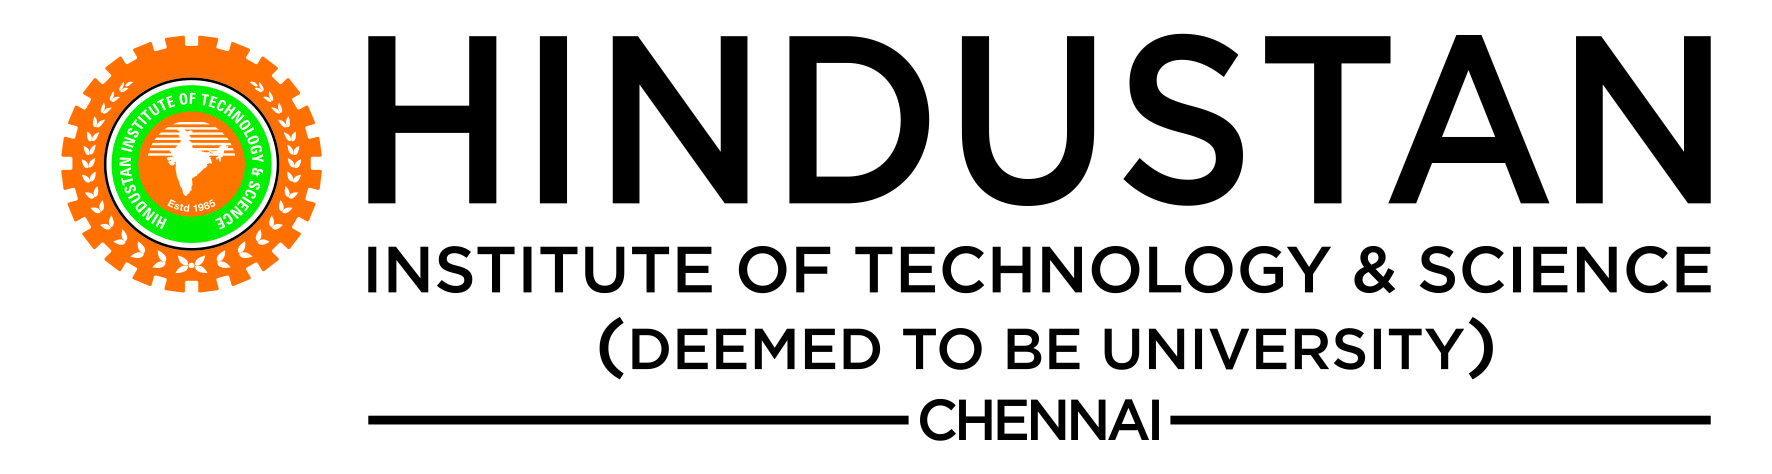 HINDUSTAN INSTITUTE OF TECHNOLOGY & SCIENCE
Estd 1985
HINDUSTAN
INSTITUTE OF TECHNOLOGY & SCIENCE
(DEEMED TO BE UNIVERSITY)
CHENNAI